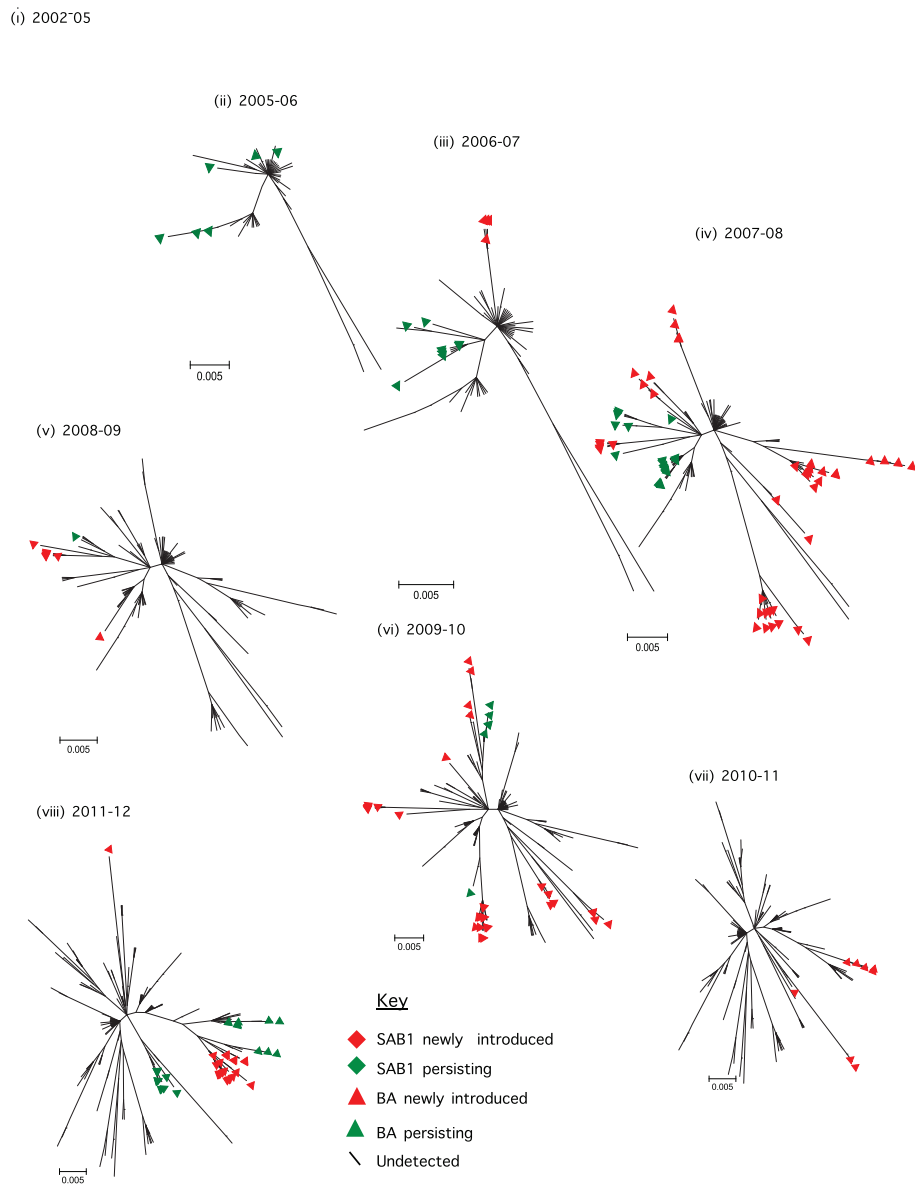 (i) 2002-05
(ii) 2005-06
(iii) 2006-07
(iv) 2007-08
0.005
(v) 2008-09
0.005
(vi) 2009-10
0.005
0.005
(vii) 2010-11
(viii) 2011-12
0.005
Key
SAB1 newly introduced
SAB1 persisting
BA newly introduced
0.005
BA persisting
Undetected
0.005